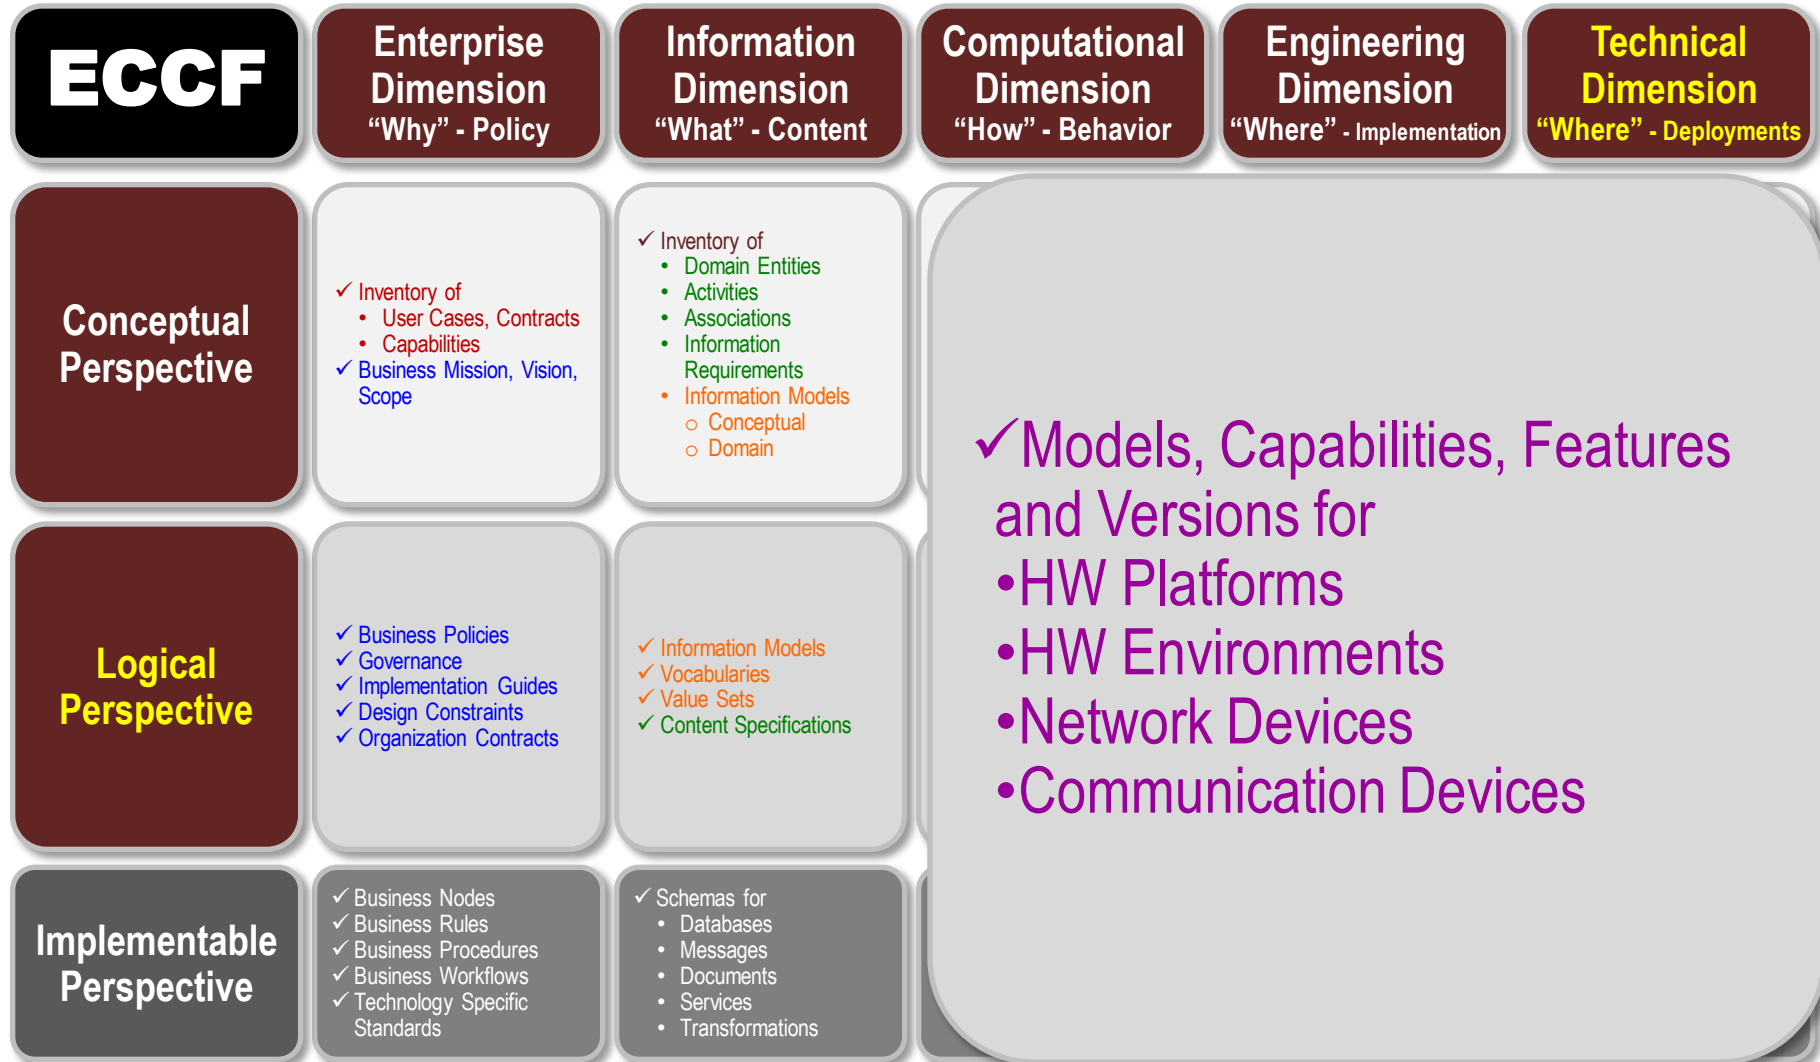 ECCF
Enterprise
Dimension
“Why” - Policy
Information
Dimension
“What” - Content
Computational
Dimension
“How” - Behavior
Engineering
Dimension
“Where” - Implementation
Technical
Dimension
“Where” - Deployments
Conceptual
Perspective
✓ Inventory of
• User Cases, Contracts
• Capabilities
✓ Business Mission, Vision,
Scope
✓ Inventory of
• Domain Entities
• Activities
• Associations
• Information
Requirements
• Information Models
o Conceptual
o Domain
✓Models, Capabilities, Features
and Versions for
•HW Platforms
•HW Environments
•Network Devices
•Communication Devices
Logical
Perspective
✓ Business Policies
✓ Governance
✓ Implementation Guides
✓ Design Constraints
✓ Organization Contracts
✓ Information Models
✓ Vocabularies
✓ Value Sets
✓ Content Specifications
Implementable
Perspective
✓ Business Nodes
✓ Business Rules
✓ Business Procedures
✓ Business Workflows
✓ Technology Specific
Standards
✓ Schemas for
• Databases
• Messages
• Documents
• Services
• Transformations